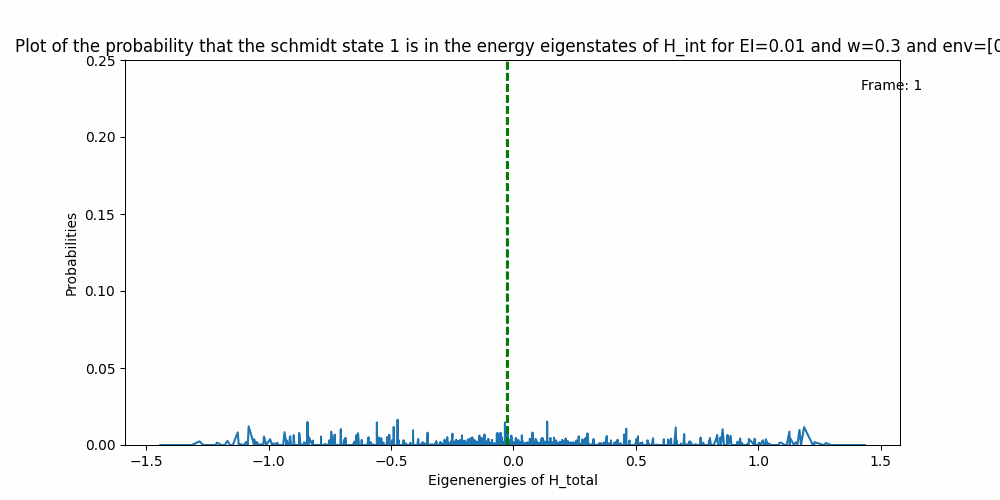 Plot of the probability that the schmidt state 1 is in the energy eigenstates of H_int for EI=0.01 and w=0.3 and env=[0
Frame: 1
0.25
0.20
0.15
0.10
0.05
0.00
Probabilities
−1.5 −1.0 −0.5 0.0 0.5 1.0 1.5
Eigenenergies of H_total